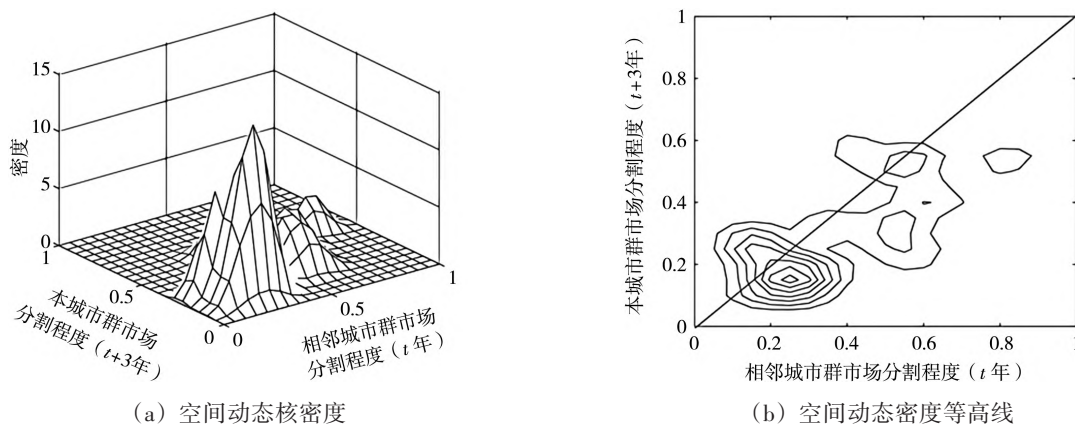 15
10
5
0
密度
1
0.5
0
本城市群市场
分割程度（t+3年）
0
0.5
1
相邻城市群市场
分割程度（t 年）
（a）空间动态核密度
1
0.8
0.6
0.4
0.2
0
本城市群市场分割程度（t+3年）
0
0.2
0.4
0.6
0.8
1
相邻城市群市场分割程度（t 年）
（b）空间动态密度等高线